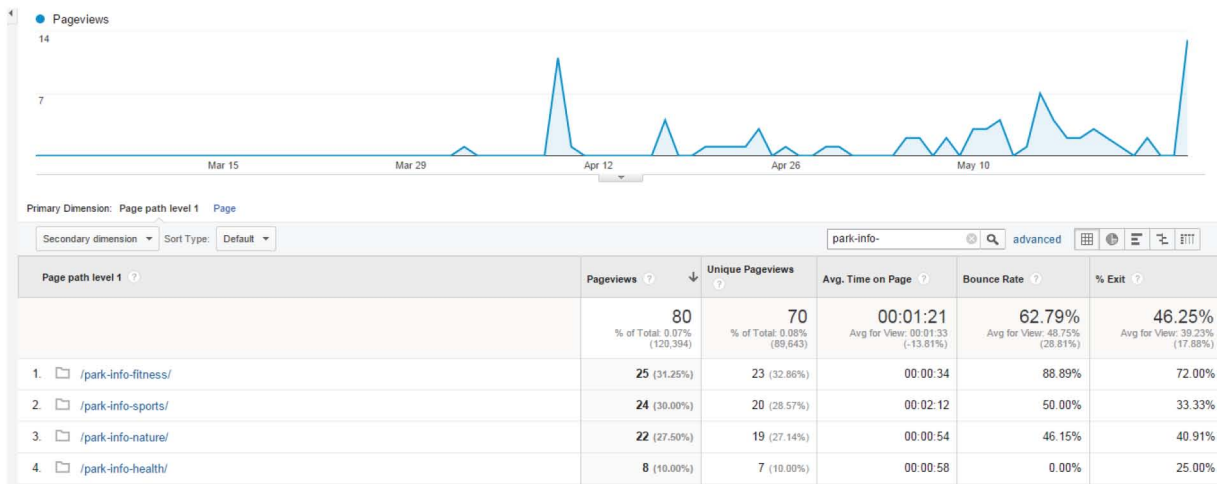 Pageviews
14
7
Mar 15 Mar 29 Apr 12 Apr 26 May 10
Primary Dimension: Page path level 1 Page
Secondary dimension Sort Type: Default park-info- advanced
Page path level 1 Pageviews Unique Pageviews Avg. Time on Page Bounce Rate % Exit
80 70 00:01:21 62.79% 46.25%
% of Total: 0.07% % of Total: 0.08% Avg for View: 00:01:33 Avg for View: 48.75% Avg for View: 39.23%
(120,394) (89,643) (-13.81%) (28.81%) (17.88%)
1. /park-info-fitness/ 25 (31.25%) 23 (32.86%) 00:00:34 88.89% 72.00%
2. /park-info-sports/ 24 (30.00%) 20 (28.57%) 00:02:12 50.00% 33.33%
3. /park-info-nature/ 22 (27.50%) 19 (27.14%) 00:00:54 46.15% 40.91%
4. /park-info-health/ 8 (10.00%) 7 (10.00%) 00:00:58 0.00% 25.00%